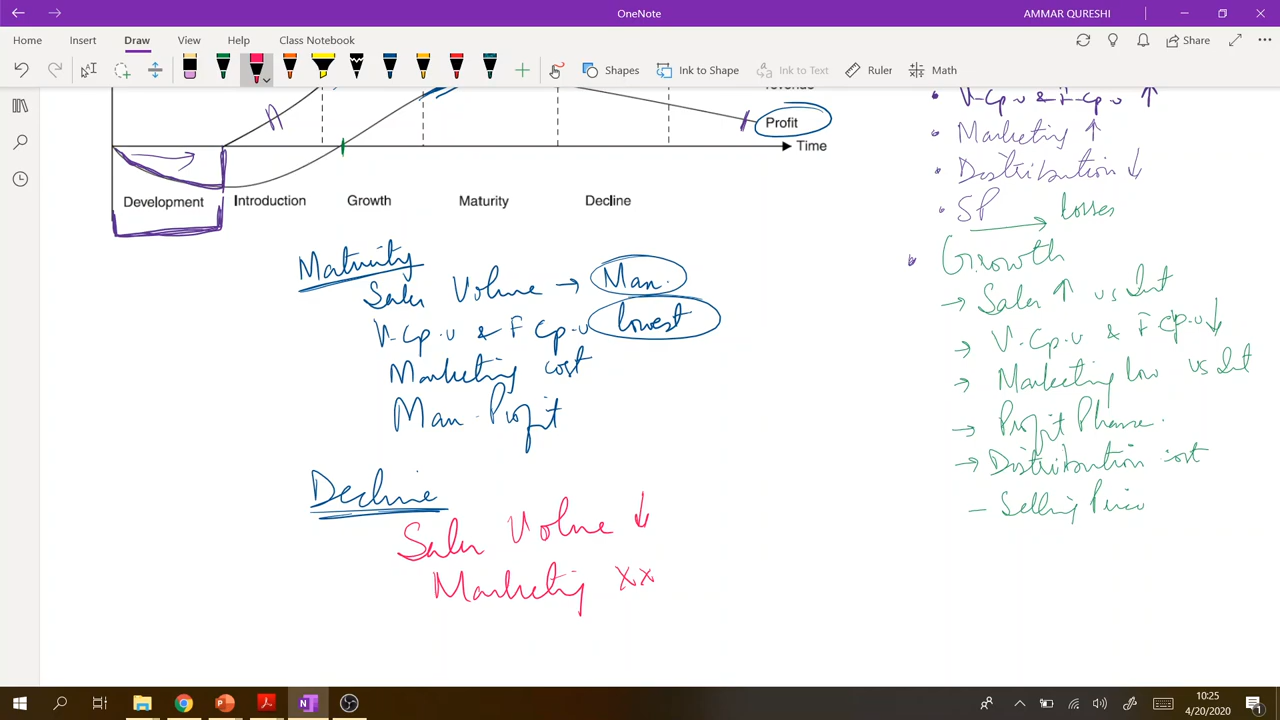 OneNote
AMMAR QURESHI
Home Insert Draw View Help Class Notebook
Share
Shapes
Ink to Shape
Ink to Text
Ruler
Math
revenue
Profit
Time
Development Introduction Growth Maturity Decline
Maturity
Sales Volume → Max.
V.Cp.u & F Cp.u lowest
Marketing cost
Max. Profit
Decline
Sales Volume ↓
Marketing xx
• V.Cp.u & F.Cp.u ↑
• Marketing ↑
• Distribution ↓
• SP → losses
• Growth
→ Sales ↑ vs Int
→ V.Cp.u & F Cp.u ↓
→ Marketing low vs Int
→ Profit Phase.
→ Distribution cost
– Selling Price
10:25
4/20/2020